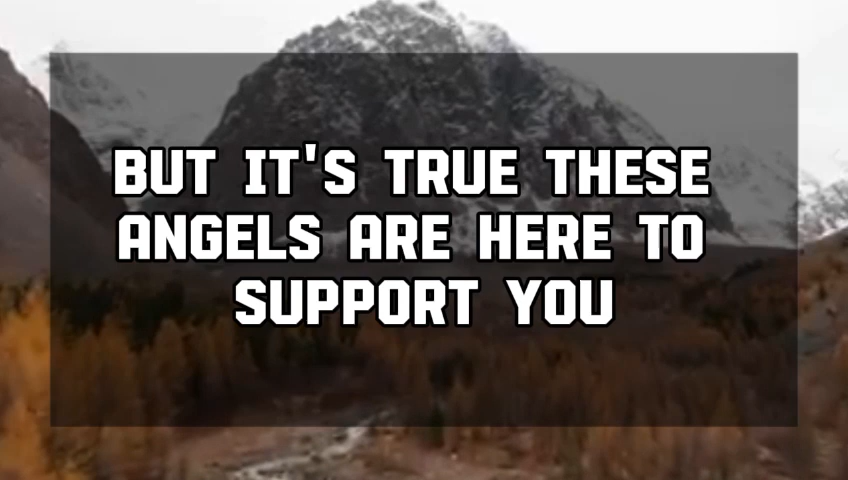 BUT IT'S TRUE THESE
ANGELS ARE HERE TO
SUPPORT YOU